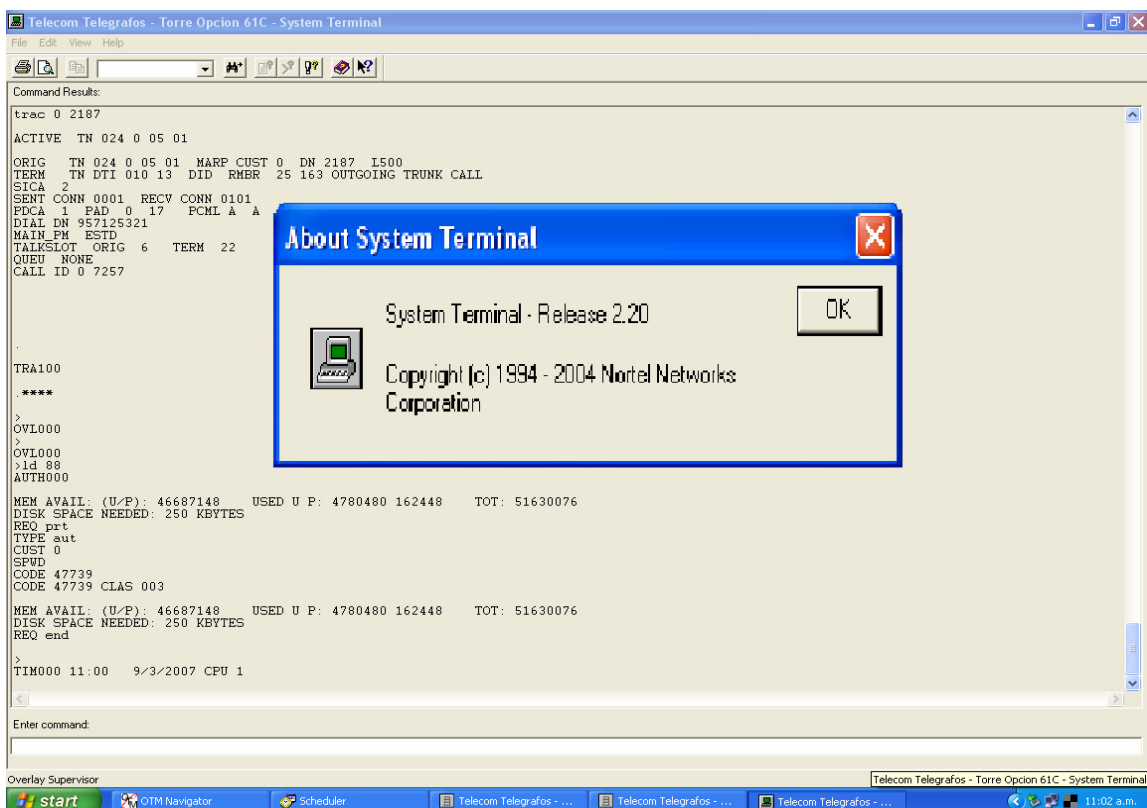 Telecom Telegrafos - Torre Opcion 61C - System Terminal
File Edit View Help
Command Results:
trac 0 2187
ACTIVE TN 024 0 05 01
ORIG TN 024 0 05 01 MARP CUST 0 DN 2187 L500
TERM TN DTI 010 13 DID RMBR 25 163 OUTGOING TRUNK CALL
SICA 2
SENT CONN 0001 RECV CONN 0101
PDCA 1 PAD 0 17 PCML A A
DIAL DN 957125321
MAIN_PM ESTD
TALKSLOT ORIG 6 TERM 22
QUEU NONE
CALL ID 0 7257
.
TRA100
.****
>
OVL000
>
OVL000
>ld 88
AUTH000
MEM AVAIL: (U/P): 46687148 USED U P: 4780480 162448 TOT: 51630076
DISK SPACE NEEDED: 250 KBYTES
REQ prt
TYPE aut
CUST 0
SPWD
CODE 47739
CODE 47739 CLAS 003
MEM AVAIL: (U/P): 46687148 USED U P: 4780480 162448 TOT: 51630076
DISK SPACE NEEDED: 250 KBYTES
REQ end
>
TIM000 11:00 9/3/2007 CPU 1
About System Terminal
System Terminal - Release 2.20
OK
Copyright (c) 1994 - 2004 Nortel Networks
Corporation
Enter command:
Overlay Supervisor
Telecom Telegrafos - Torre Opcion 61C - System Terminal
start OTM Navigator Scheduler Telecom Telegrafos - ... Telecom Telegrafos - ... Telecom Telegrafos - ... 11:02 a.m.